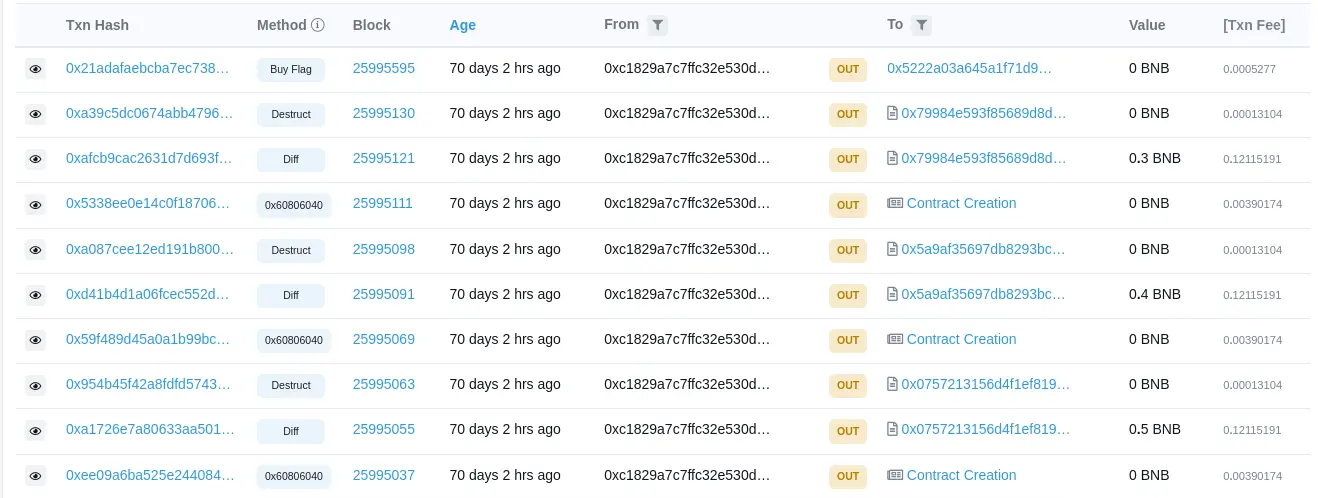 Txn Hash Method Block Age From To Value [Txn Fee]
0x21adafaebcba7ec738... Buy Flag 25995595 70 days 2 hrs ago 0xc1829a7c7ffc32e530d... OUT 0x5222a03a645a1f71d9... 0 BNB 0.0005277
0xa39c5dc0674abb4796... Destruct 25995130 70 days 2 hrs ago 0xc1829a7c7ffc32e530d... OUT 0x79984e593f85689d8d... 0 BNB 0.00013104
0xafcb9cac2631d7d693f... Diff 25995121 70 days 2 hrs ago 0xc1829a7c7ffc32e530d... OUT 0x79984e593f85689d8d... 0.3 BNB 0.12115191
0x5338ee0e14c0f18706... 0x60806040 25995111 70 days 2 hrs ago 0xc1829a7c7ffc32e530d... OUT Contract Creation 0 BNB 0.00390174
0xa087cee12ed191b800... Destruct 25995098 70 days 2 hrs ago 0xc1829a7c7ffc32e530d... OUT 0x5a9af35697db8293bc... 0 BNB 0.00013104
0xd41b4d1a06fcec552d... Diff 25995091 70 days 2 hrs ago 0xc1829a7c7ffc32e530d... OUT 0x5a9af35697db8293bc... 0.4 BNB 0.12115191
0x59f489d45a0a1b99bc... 0x60806040 25995069 70 days 2 hrs ago 0xc1829a7c7ffc32e530d... OUT Contract Creation 0 BNB 0.00390174
0x954b45f42a8fdfd5743... Destruct 25995063 70 days 2 hrs ago 0xc1829a7c7ffc32e530d... OUT 0x0757213156d4f1ef819... 0 BNB 0.00013104
0xa1726e7a80633aa501... Diff 25995055 70 days 2 hrs ago 0xc1829a7c7ffc32e530d... OUT 0x0757213156d4f1ef819... 0.5 BNB 0.12115191
0xee09a6ba525e244084... 0x60806040 25995037 70 days 2 hrs ago 0xc1829a7c7ffc32e530d... OUT Contract Creation 0 BNB 0.00390174